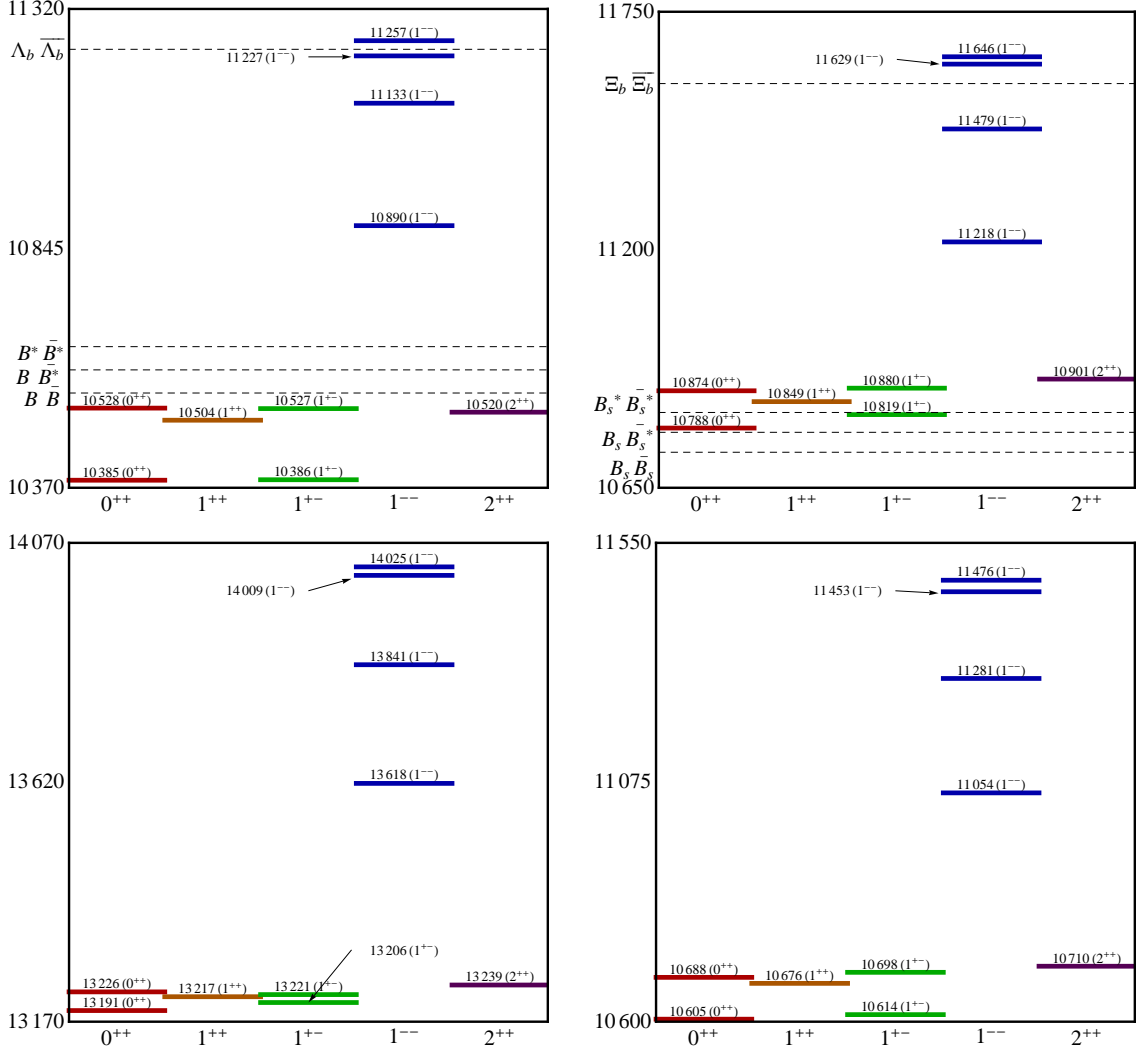 11 320
Λb Λb‾
11 257 (1−−)
11 227 (1−−)
11 133 (1−−)
10 890 (1−−)
10 845
B* B̄*
B B̄*
B B̄
10 528 (0++)
10 504 (1++)
10 527 (1+−)
10 520 (2++)
10 385 (0++)
10 386 (1+−)
10 370
0++ 1++ 1+− 1−− 2++
11 750
Ξb Ξb‾
11 646 (1−−)
11 629 (1−−)
11 479 (1−−)
11 218 (1−−)
11 200
10 874 (0++)
10 849 (1++)
10 880 (1+−)
10 901 (2++)
Bs* B̄s*
10 788 (0++)
10 819 (1+−)
Bs B̄s*
Bs B̄s
10 650
0++ 1++ 1+− 1−− 2++
14 070
14 025 (1−−)
14 009 (1−−)
13 841 (1−−)
13 618 (1−−)
13 620
13 206 (1+−)
13 226 (0++)
13 217 (1++)
13 221 (1+−)
13 239 (2++)
13 191 (0++)
13 170
0++ 1++ 1+− 1−− 2++
11 550
11 476 (1−−)
11 453 (1−−)
11 281 (1−−)
11 054 (1−−)
11 075
10 688 (0++)
10 676 (1++)
10 698 (1+−)
10 710 (2++)
10 605 (0++)
10 614 (1+−)
10 600
0++ 1++ 1+− 1−− 2++